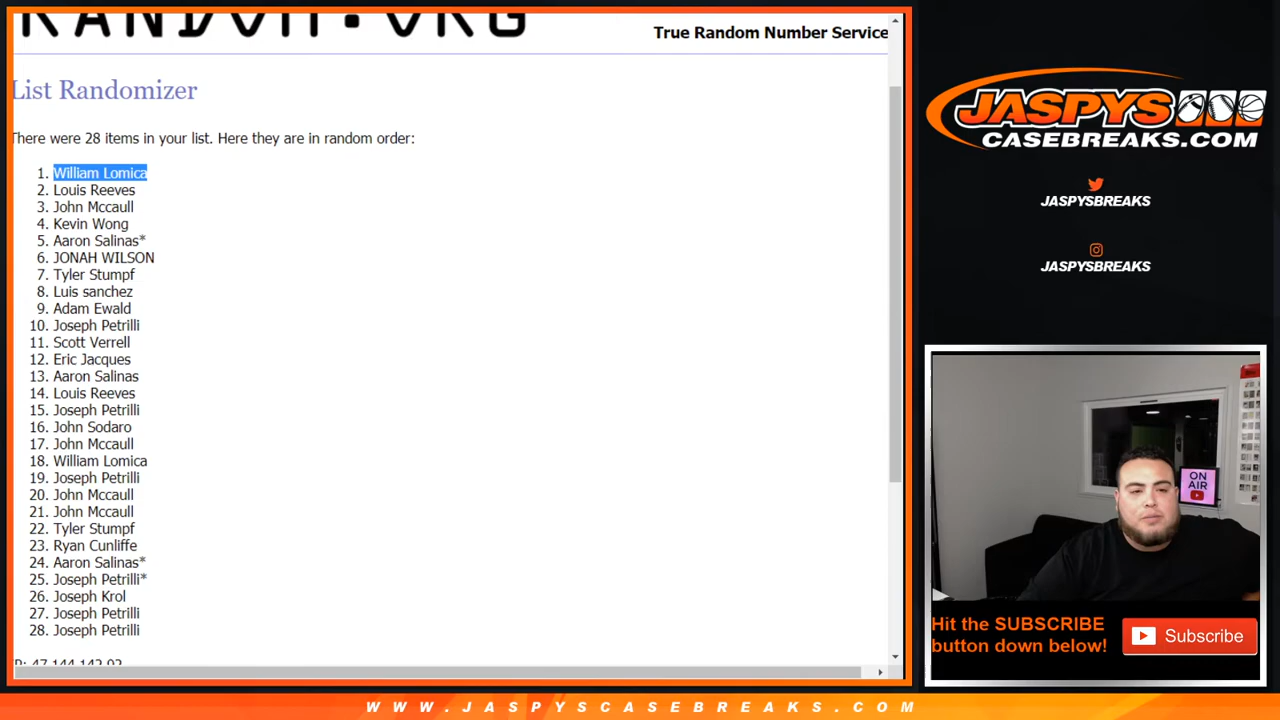 RANDOM.ORG
True Random Number Service
List Randomizer
There were 28 items in your list. Here they are in random order:
1. William Lomica
2. Louis Reeves
3. John Mccaull
4. Kevin Wong
5. Aaron Salinas*
6. JONAH WILSON
7. Tyler Stumpf
8. Luis sanchez
9. Adam Ewald
10. Joseph Petrilli
11. Scott Verrell
12. Eric Jacques
13. Aaron Salinas
14. Louis Reeves
15. Joseph Petrilli
16. John Sodaro
17. John Mccaull
18. William Lomica
19. Joseph Petrilli
20. John Mccaull
21. John Mccaull
22. Tyler Stumpf
23. Ryan Cunliffe
24. Aaron Salinas*
25. Joseph Petrilli*
26. Joseph Krol
27. Joseph Petrilli
28. Joseph Petrilli
JASPYS
CASEBREAKS.COM
JASPYSBREAKS
JASPYSBREAKS
ON
AIR
Hit the SUBSCRIBE
button down below!
Subscribe
WWW.JASPYSCASEBREAKS.COM